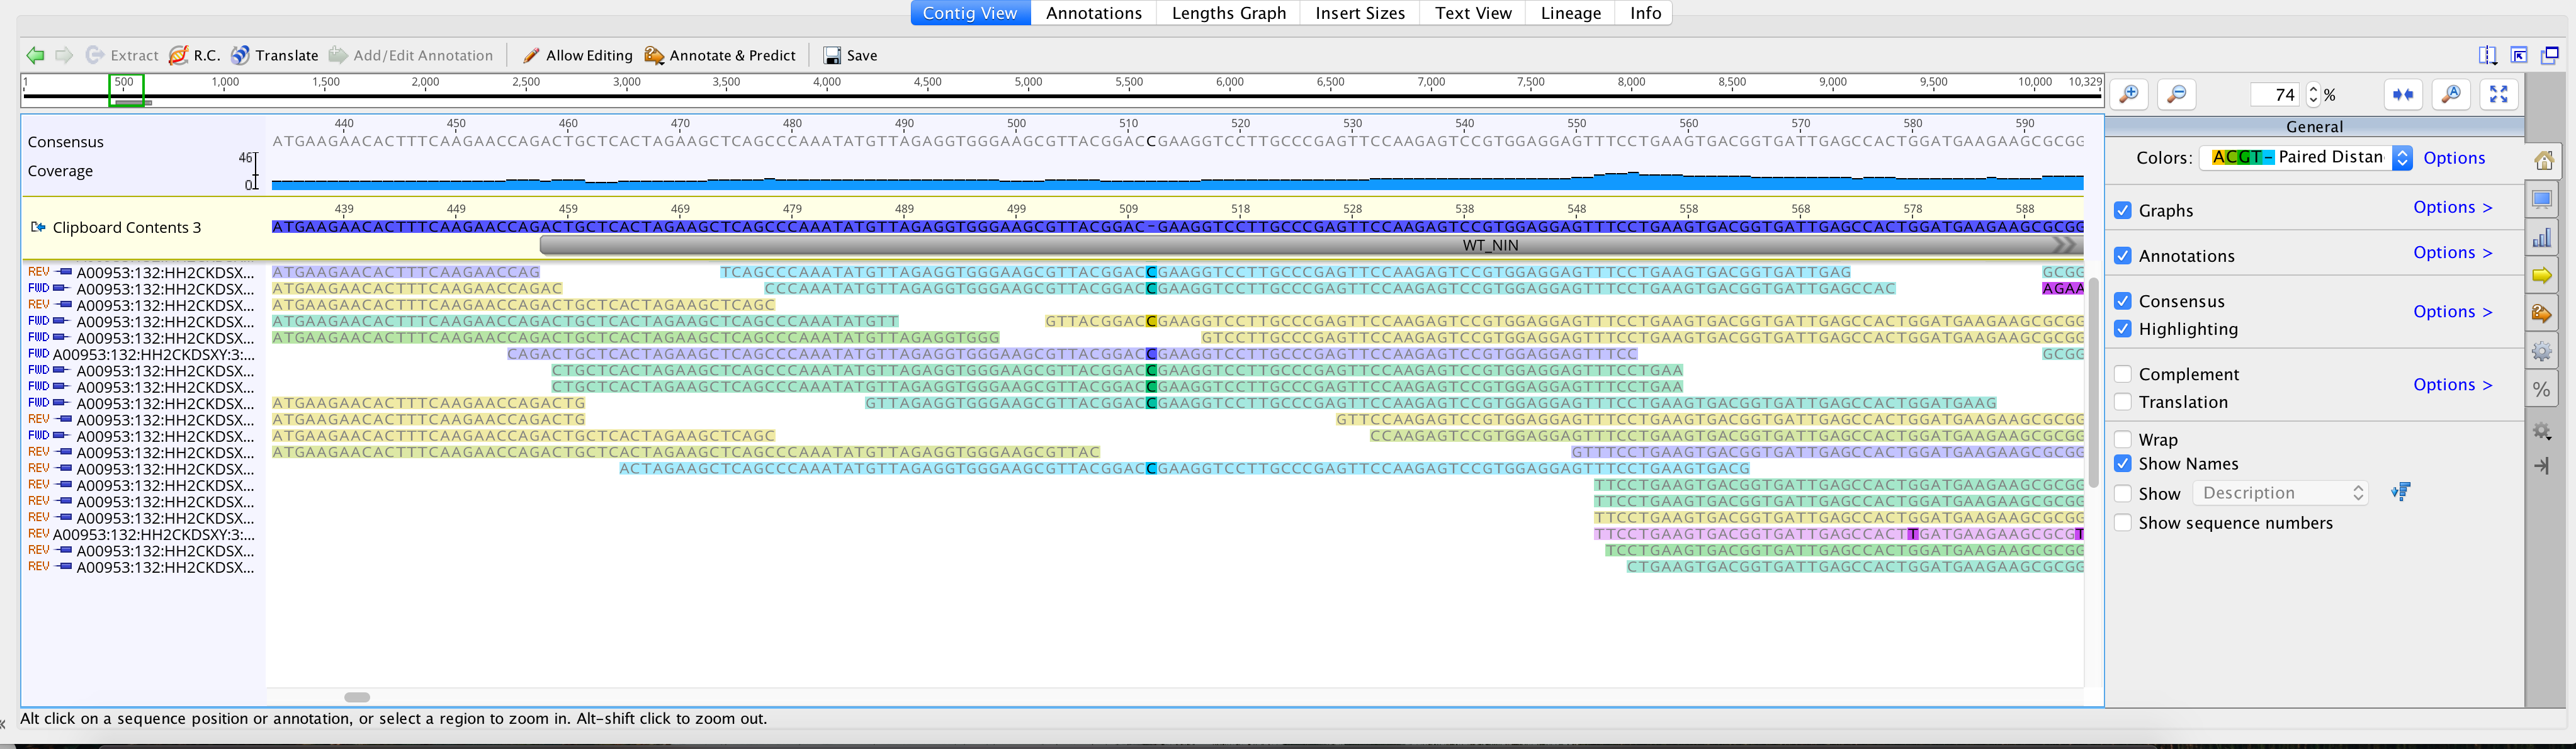 Contig View Annotations Lengths Graph Insert Sizes Text View Lineage Info
Extract R.C. Translate Add/Edit Annotation Allow Editing Annotate & Predict Save
1 500 1,000 1,500 2,000 2,500 3,000 3,500 4,000 4,500 5,000 5,500 6,000 6,500 7,000 7,500 8,000 8,500 9,000 9,500 10,000 10,329
74 %
440 450 460 470 480 490 500 510 520 530 540 550 560 570 580 590
Consensus ATGAAGAACACTTTCAAGAACCAGACTGCTCACTAGAAGCTCAGCCCAAATATGTTAGAGGTGGGAAGCGTTACGGACCGAAGGTCCTTGCCCGAGTTCCAAGAGTCCGTGGAGGAGTTTCCTGAAGTGACGGTGATTGAGCCACTGGATGAAGAAGCGCGG
46
Coverage
0
439 449 459 469 479 489 499 509 518 528 538 548 558 568 578 588
Clipboard Contents 3 ATGAAGAACACTTTCAAGAACCAGACTGCTCACTAGAAGCTCAGCCCAAATATGTTAGAGGTGGGAAGCGTTACGGAC-GAAGGTCCTTGCCCGAGTTCCAAGAGTCCGTGGAGGAGTTTCCTGAAGTGACGGTGATTGAGCCACTGGATGAAGAAGCGCGG
WT_NIN
REV A00953:132:HH2CKDSX... ATGAAGAACACTTTCAAGAACCAG TCAGCCCAAATATGTTAGAGGTGGGAAGCGTTACGGACCGAAGGTCCTTGCCCGAGTTCCAAGAGTCCGTGGAGGAGTTTCCTGAAGTGACGGTGATTGAG GCGG
FWD A00953:132:HH2CKDSX... ATGAAGAACACTTTCAAGAACCAGAC CCCAAATATGTTAGAGGTGGGAAGCGTTACGGACCGAAGGTCCTTGCCCGAGTTCCAAGAGTCCGTGGAGGAGTTTCCTGAAGTGACGGTGATTGAGCCAC AGAA
REV A00953:132:HH2CKDSX... ATGAAGAACACTTTCAAGAACCAGACTGCTCACTAGAAGCTCAGC
FWD A00953:132:HH2CKDSX... ATGAAGAACACTTTCAAGAACCAGACTGCTCACTAGAAGCTCAGCCCAAATATGTT GTTACGGACCGAAGGTCCTTGCCCGAGTTCCAAGAGTCCGTGGAGGAGTTTCCTGAAGTGACGGTGATTGAGCCACTGGATGAAGAAGCGCGG
FWD A00953:132:HH2CKDSX... ATGAAGAACACTTTCAAGAACCAGACTGCTCACTAGAAGCTCAGCCCAAATATGTTAGAGGTGGG GTCCTTGCCCGAGTTCCAAGAGTCCGTGGAGGAGTTTCCTGAAGTGACGGTGATTGAGCCACTGGATGAAGAAGCGCGG
FWD A00953:132:HH2CKDSXY:3:... CAGACTGCTCACTAGAAGCTCAGCCCAAATATGTTAGAGGTGGGAAGCGTTACGGACCGAAGGTCCTTGCCCGAGTTCCAAGAGTCCGTGGAGGAGTTTCC GCGG
FWD A00953:132:HH2CKDSX... CTGCTCACTAGAAGCTCAGCCCAAATATGTTAGAGGTGGGAAGCGTTACGGACCGAAGGTCCTTGCCCGAGTTCCAAGAGTCCGTGGAGGAGTTTCCTGAA
FWD A00953:132:HH2CKDSX... CTGCTCACTAGAAGCTCAGCCCAAATATGTTAGAGGTGGGAAGCGTTACGGACCGAAGGTCCTTGCCCGAGTTCCAAGAGTCCGTGGAGGAGTTTCCTGAA
FWD A00953:132:HH2CKDSX... ATGAAGAACACTTTCAAGAACCAGACTG GTTAGAGGTGGGAAGCGTTACGGACCGAAGGTCCTTGCCCGAGTTCCAAGAGTCCGTGGAGGAGTTTCCTGAAGTGACGGTGATTGAGCCACTGGATGAAG
REV A00953:132:HH2CKDSX... ATGAAGAACACTTTCAAGAACCAGACTG GTTCCAAGAGTCCGTGGAGGAGTTTCCTGAAGTGACGGTGATTGAGCCACTGGATGAAGAAGCGCGG
FWD A00953:132:HH2CKDSX... ATGAAGAACACTTTCAAGAACCAGACTGCTCACTAGAAGCTCAGC CCAAGAGTCCGTGGAGGAGTTTCCTGAAGTGACGGTGATTGAGCCACTGGATGAAGAAGCGCGG
REV A00953:132:HH2CKDSX... ATGAAGAACACTTTCAAGAACCAGACTGCTCACTAGAAGCTCAGCCCAAATATGTTAGAGGTGGGAAGCGTTAC GTTTCCTGAAGTGACGGTGATTGAGCCACTGGATGAAGAAGCGCGG
REV A00953:132:HH2CKDSX... ACTAGAAGCTCAGCCCAAATATGTTAGAGGTGGGAAGCGTTACGGACCGAAGGTCCTTGCCCGAGTTCCAAGAGTCCGTGGAGGAGTTTCCTGAAGTGACG
REV A00953:132:HH2CKDSX... TTCCTGAAGTGACGGTGATTGAGCCACTGGATGAAGAAGCGCGG
REV A00953:132:HH2CKDSX... TTCCTGAAGTGACGGTGATTGAGCCACTGGATGAAGAAGCGCGG
REV A00953:132:HH2CKDSX... TTCCTGAAGTGACGGTGATTGAGCCACTGGATGAAGAAGCGCGG
REV A00953:132:HH2CKDSXY:3:... TTCCTGAAGTGACGGTGATTGAGCCACTTGATGAAGAAGCGCGT
REV A00953:132:HH2CKDSX... TCCTGAAGTGACGGTGATTGAGCCACTGGATGAAGAAGCGCGG
REV A00953:132:HH2CKDSX... CTGAAGTGACGGTGATTGAGCCACTGGATGAAGAAGCGCGG
General
Colors: ACGT- Paired Distan Options
Graphs Options >
Annotations Options >
Consensus
Highlighting Options >
Complement
Translation Options >
Wrap
Show Names
Show Description
Show sequence numbers
%
Alt click on a sequence position or annotation, or select a region to zoom in. Alt-shift click to zoom out.